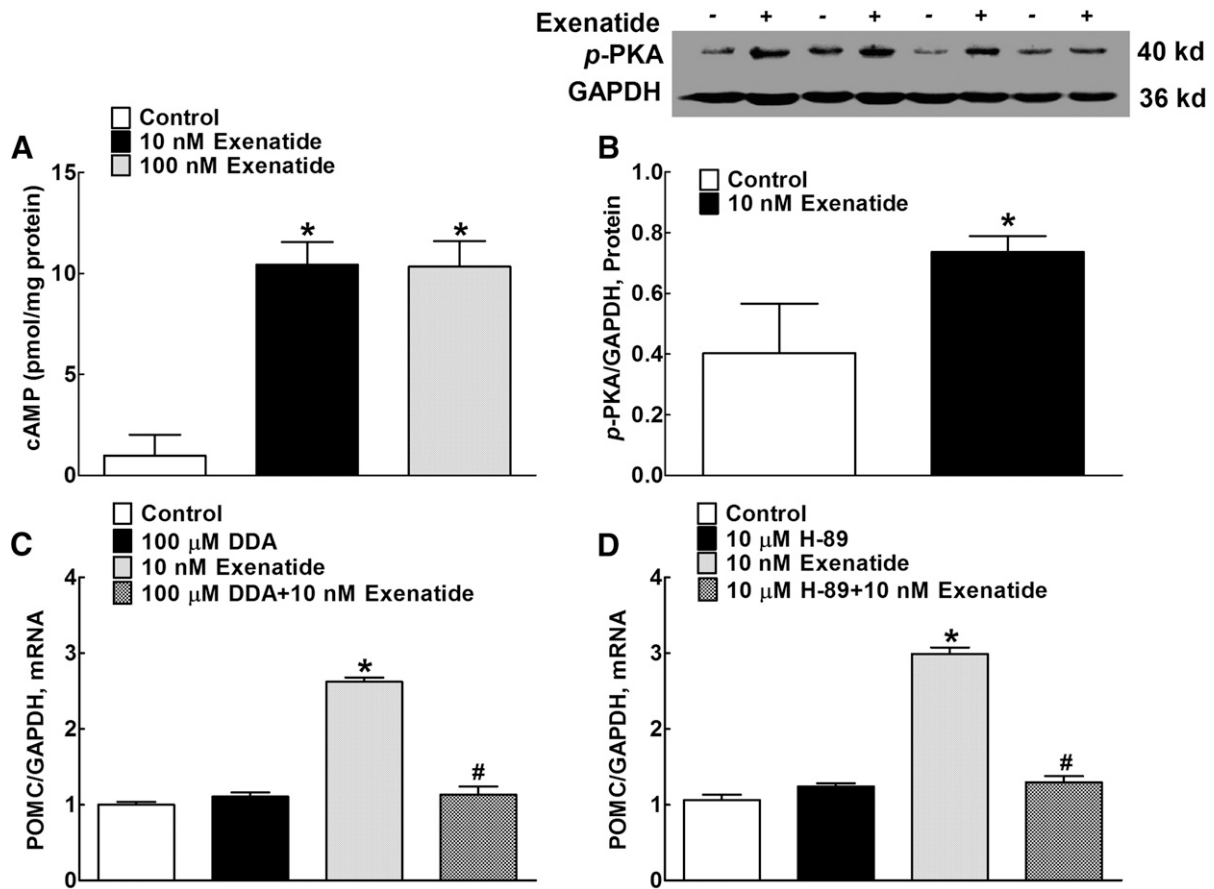 Exenatide - + - + - + - +
p-PKA 40 kd
GAPDH 36 kd
A
Control
10 nM Exenatide
100 nM Exenatide
cAMP (pmol/mg protein)
15
10
5
0
* *
B
Control
10 nM Exenatide
p-PKA/GAPDH, Protein
1.0
0.8
0.6
0.4
0.2
0.0
*
C
Control
100 μM DDA
10 nM Exenatide
100 μM DDA+10 nM Exenatide
POMC/GAPDH, mRNA
4
3
2
1
0
*
#
D
Control
10 μM H-89
10 nM Exenatide
10 μM H-89+10 nM Exenatide
POMC/GAPDH, mRNA
4
3
2
1
0
*
#